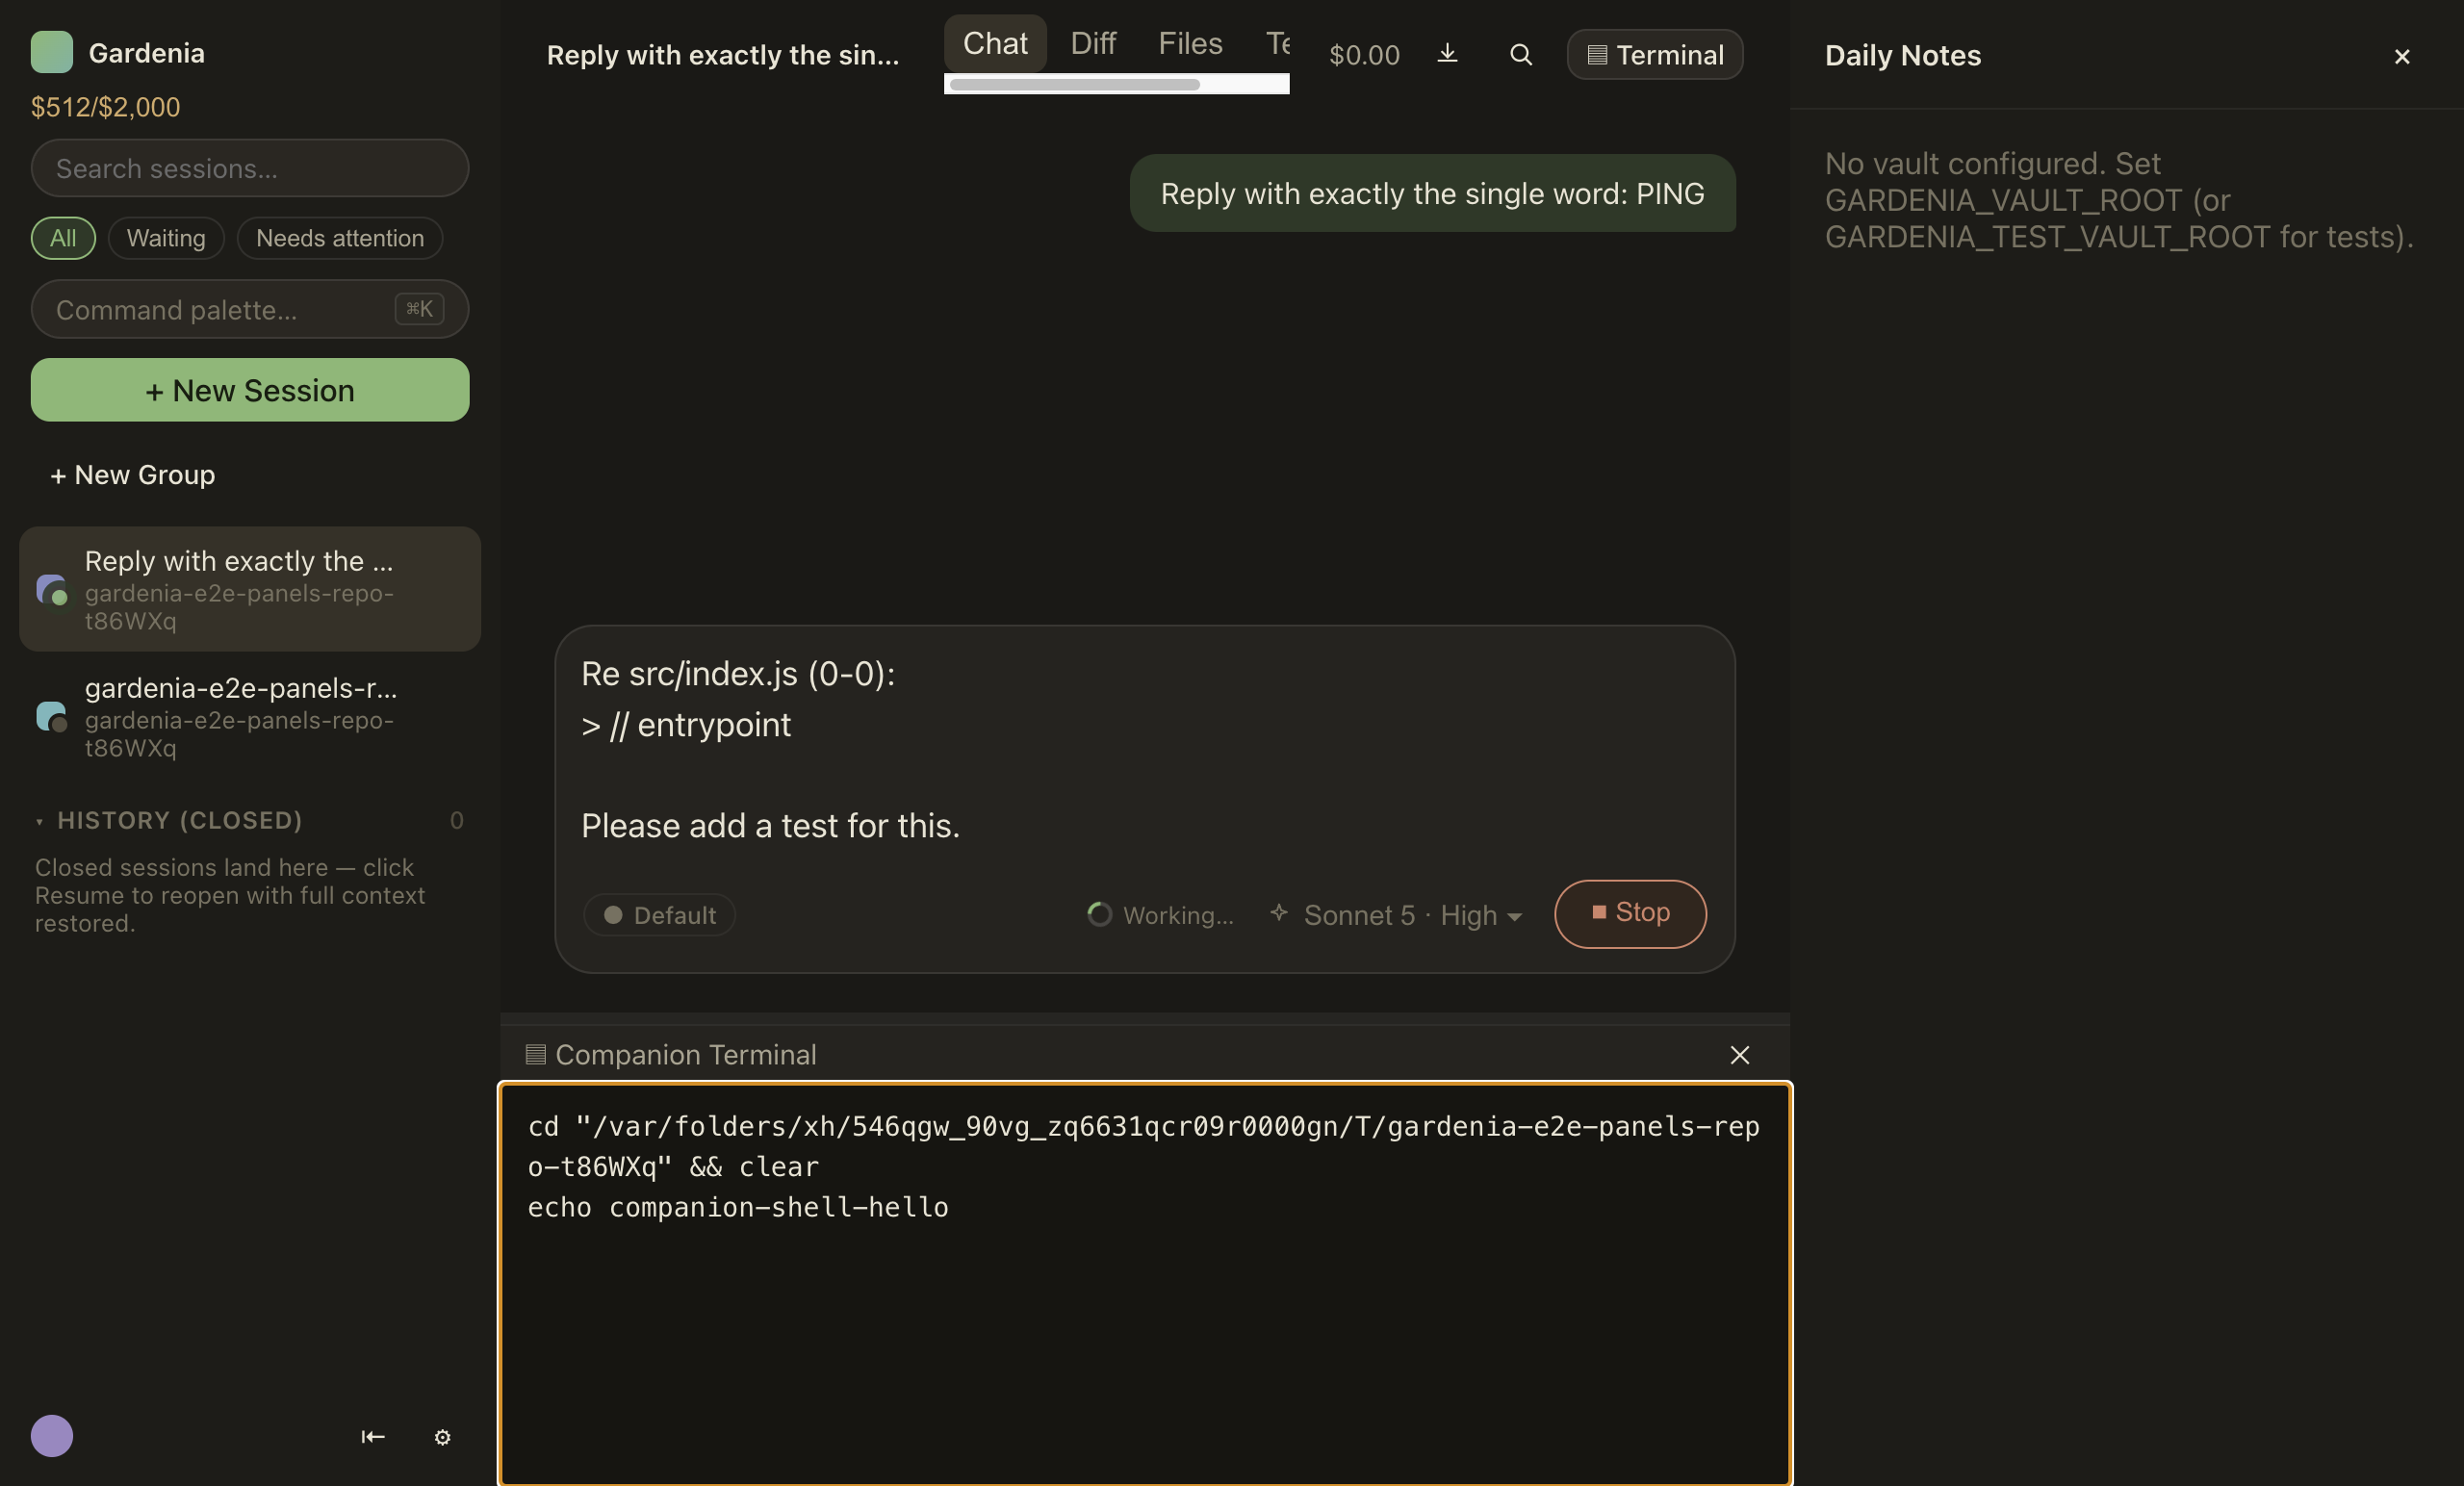 Gardenia
$512/$2,000
Search sessions...
All
Waiting
Needs attention
Command palette...
⌘K
+ New Session
+ New Group
Reply with exactly the ...
gardenia-e2e-panels-repo-
t86WXq
gardenia-e2e-panels-r...
gardenia-e2e-panels-repo-
t86WXq
HISTORY (CLOSED)
0
Closed sessions land here — click
Resume to reopen with full context
restored.
Reply with exactly the sin...
Chat
Diff
Files
Te
$0.00
Terminal
Reply with exactly the single word: PING
Re src/index.js (0-0):
> // entrypoint
Please add a test for this.
Default
Working...
Sonnet 5 · High
Stop
Companion Terminal
cd "/var/folders/xh/546qgw_90vg_zq6631qcr09r0000gn/T/gardenia-e2e-panels-rep
o-t86WXq" && clear
echo companion-shell-hello
Daily Notes
No vault configured. Set
GARDENIA_VAULT_ROOT (or
GARDENIA_TEST_VAULT_ROOT for tests).